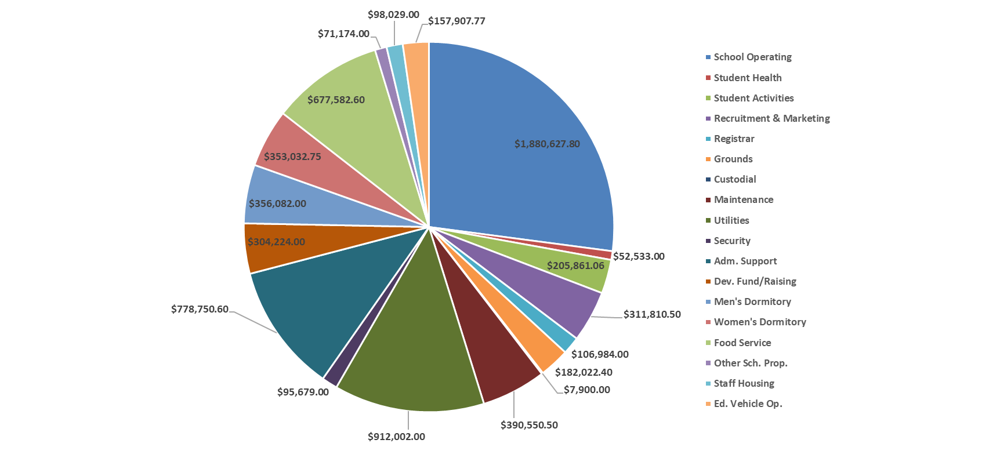 $98,029.00
$157,907.77
$71,174.00
$677,582.60
$1,880,627.80
$353,032.75
$356,082.00
$304,224.00
$52,533.00
$205,861.06
$778,750.60
$311,810.50
$106,984.00
$182,022.40
$7,900.00
$95,679.00
$390,550.50
$912,002.00
School Operating
Student Health
Student Activities
Recruitment & Marketing
Registrar
Grounds
Custodial
Maintenance
Utilities
Security
Adm. Support
Dev. Fund/Raising
Men's Dormitory
Women's Dormitory
Food Service
Other Sch. Prop.
Staff Housing
Ed. Vehicle Op.